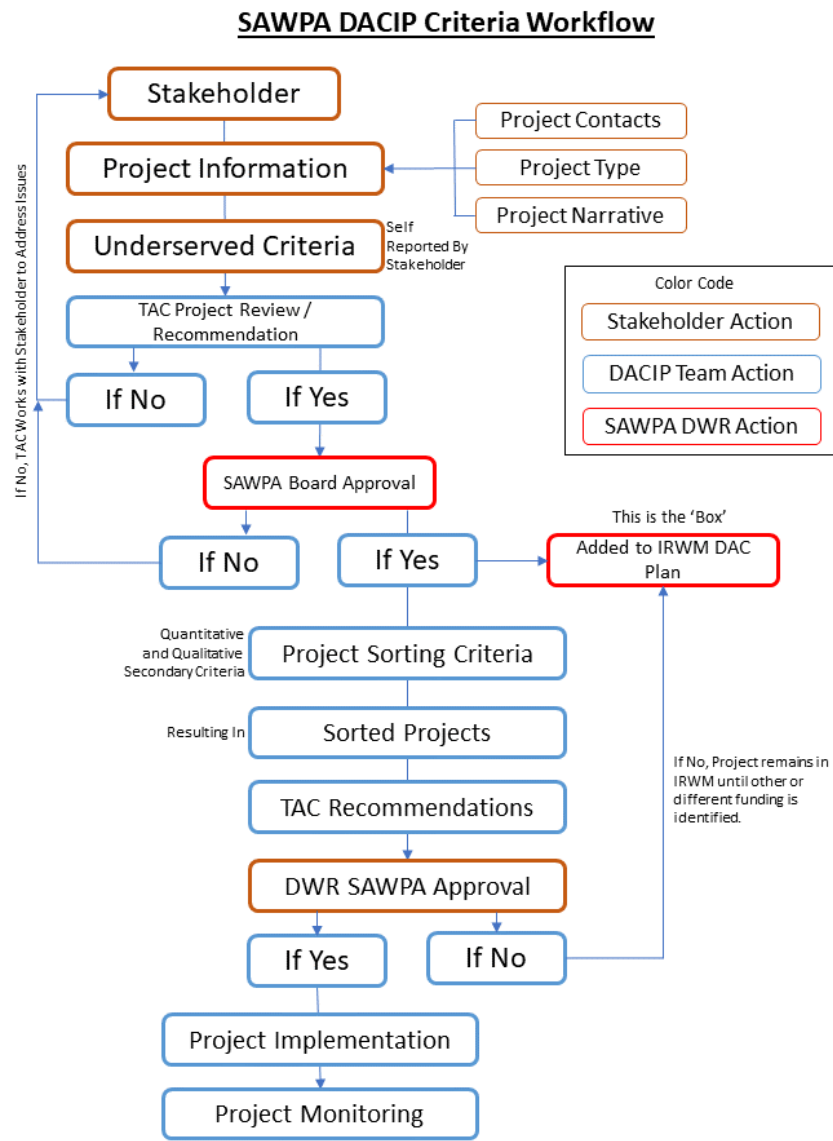 SAWPA DACIP Criteria Workflow
Stakeholder
Project Information
Project Contacts
Project Type
Project Narrative
Underserved Criteria
Self
Reported By
Stakeholder
TAC Project Review /
Recommendation
If No
If Yes
If No, TAC Works with Stakeholder to Address Issues
Color Code
Stakeholder Action
DACIP Team Action
SAWPA DWR Action
SAWPA Board Approval
If No
If Yes
This is the ‘Box’
Added to IRWM DAC
Plan
Quantitative
and Qualitative
Secondary Criteria
Project Sorting Criteria
Resulting In
Sorted Projects
TAC Recommendations
If No, Project remains in
IRWM until other or
different funding is
identified.
DWR SAWPA Approval
If Yes
If No
Project Implementation
Project Monitoring